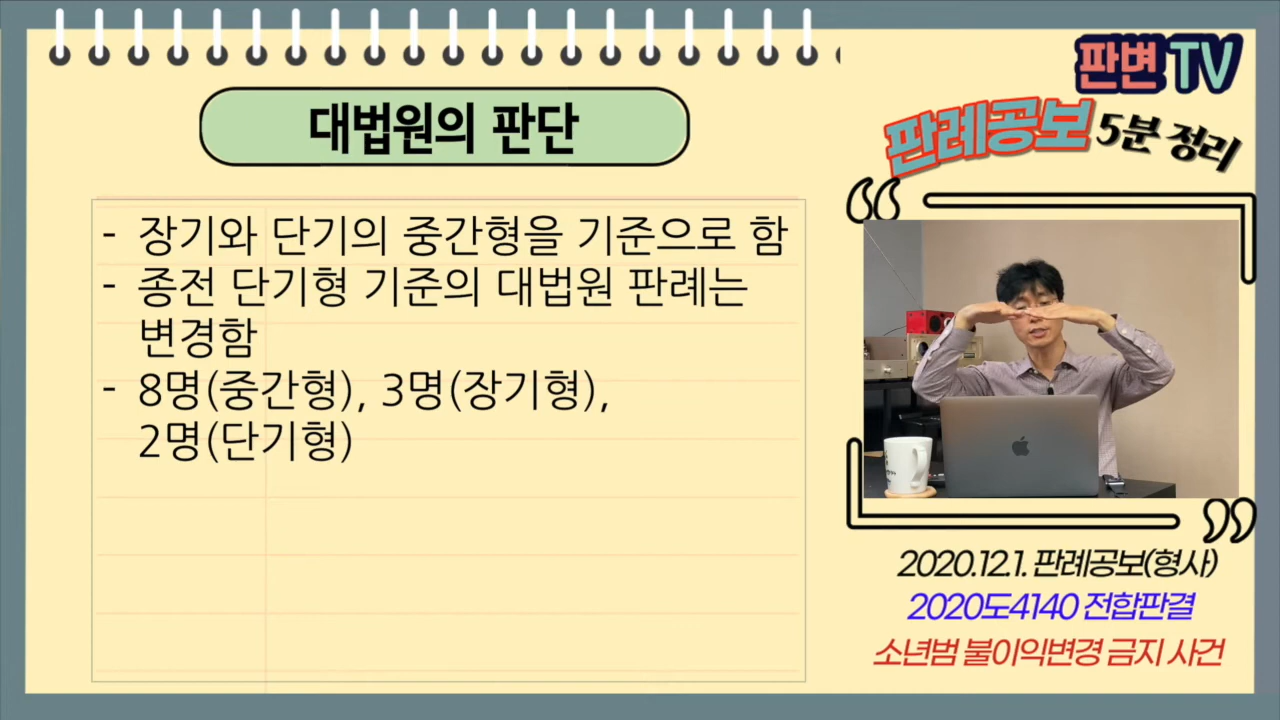 대법원의 판단
- 장기와 단기의 중간형을 기준으로 함
- 종전 단기형 기준의 대법원 판례는
변경함
- 8명(중간형), 3명(장기형),
2명(단기형)
판변 TV
판례공보 5분 정리
2020.12.1. 판례공보(형사)
2020도4140 전합판결
소년범 불이익변경 금지 사건